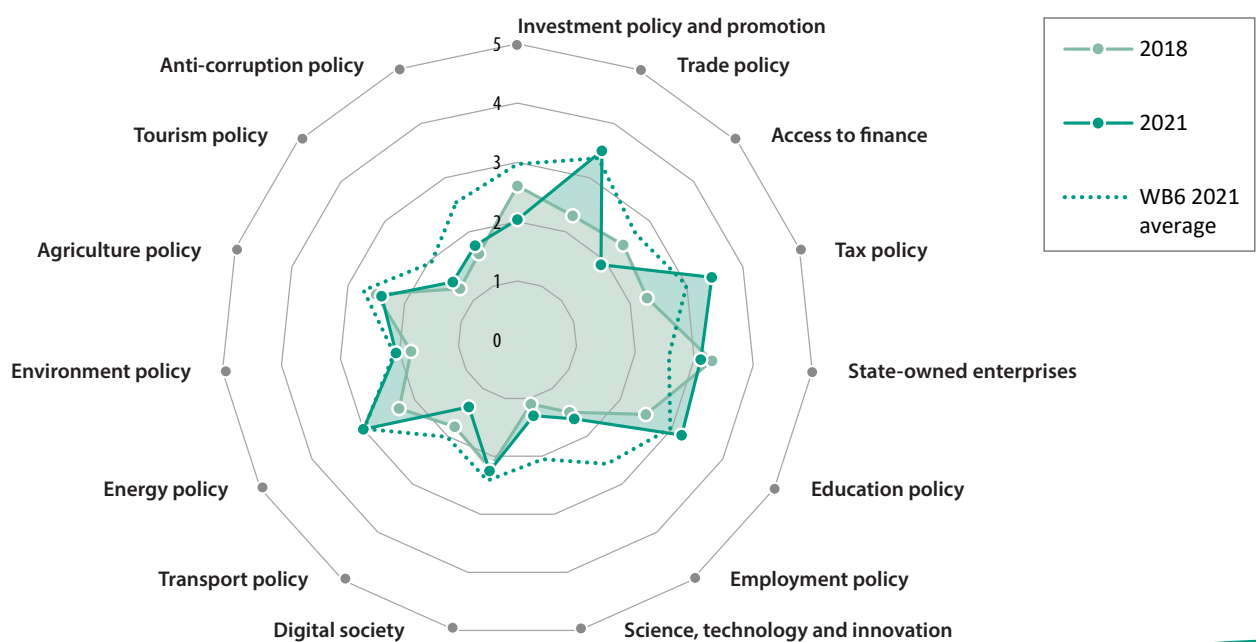 Investment policy and promotion
Trade policy
Access to finance
Tax policy
State-owned enterprises
Education policy
Employment policy
Science, technology and innovation
Digital society
Transport policy
Energy policy
Environment policy
Agriculture policy
Tourism policy
Anti-corruption policy
5
4
3
2
1
0
2018
2021
WB6 2021
average